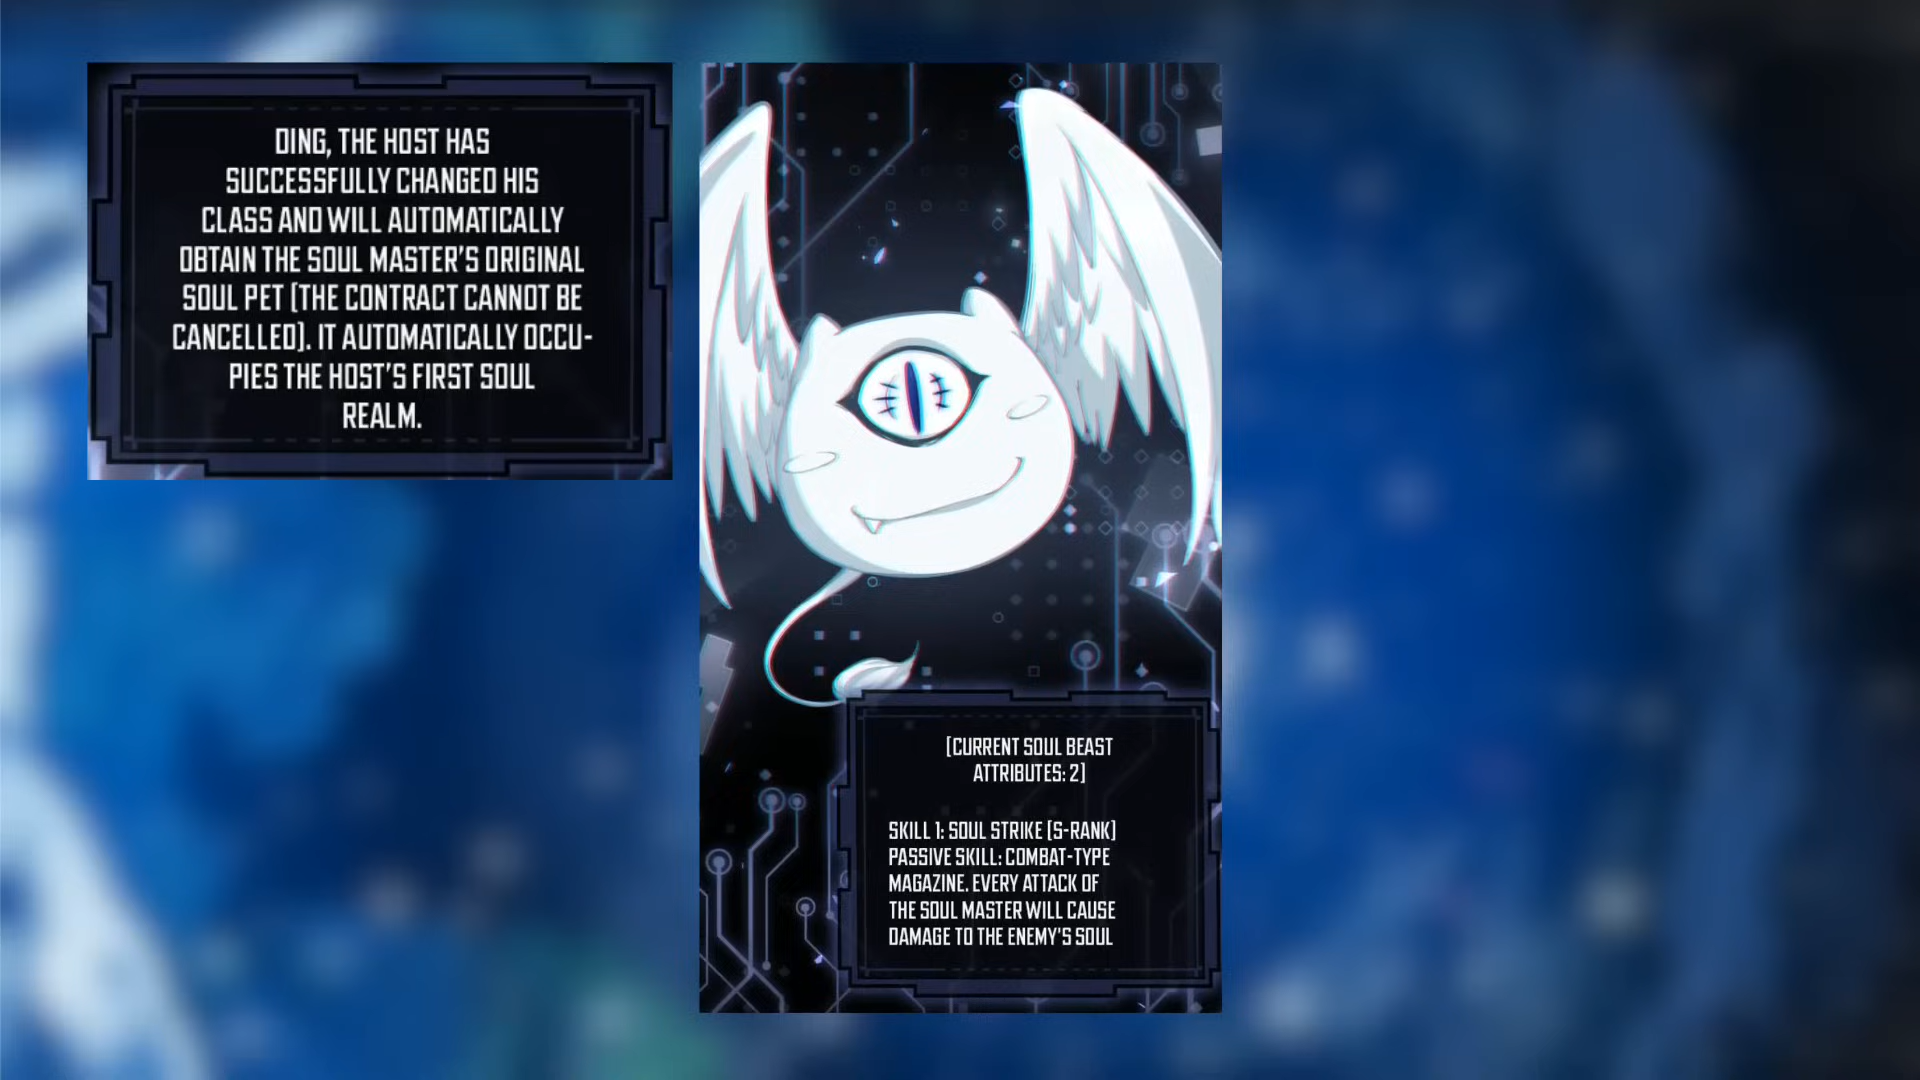 DING, THE HOST HAS
SUCCESSFULLY CHANGED HIS
CLASS AND WILL AUTOMATICALLY
OBTAIN THE SOUL MASTER'S ORIGINAL
SOUL PET [THE CONTRACT CANNOT BE
CANCELLED]. IT AUTOMATICALLY OCCU-
PIES THE HOST'S FIRST SOUL
REALM.
[CURRENT SOUL BEAST
ATTRIBUTES: 2]
SKILL 1: SOUL STRIKE [S-RANK]
PASSIVE SKILL: COMBAT-TYPE
MAGAZINE. EVERY ATTACK OF
THE SOUL MASTER WILL CAUSE
DAMAGE TO THE ENEMY'S SOUL